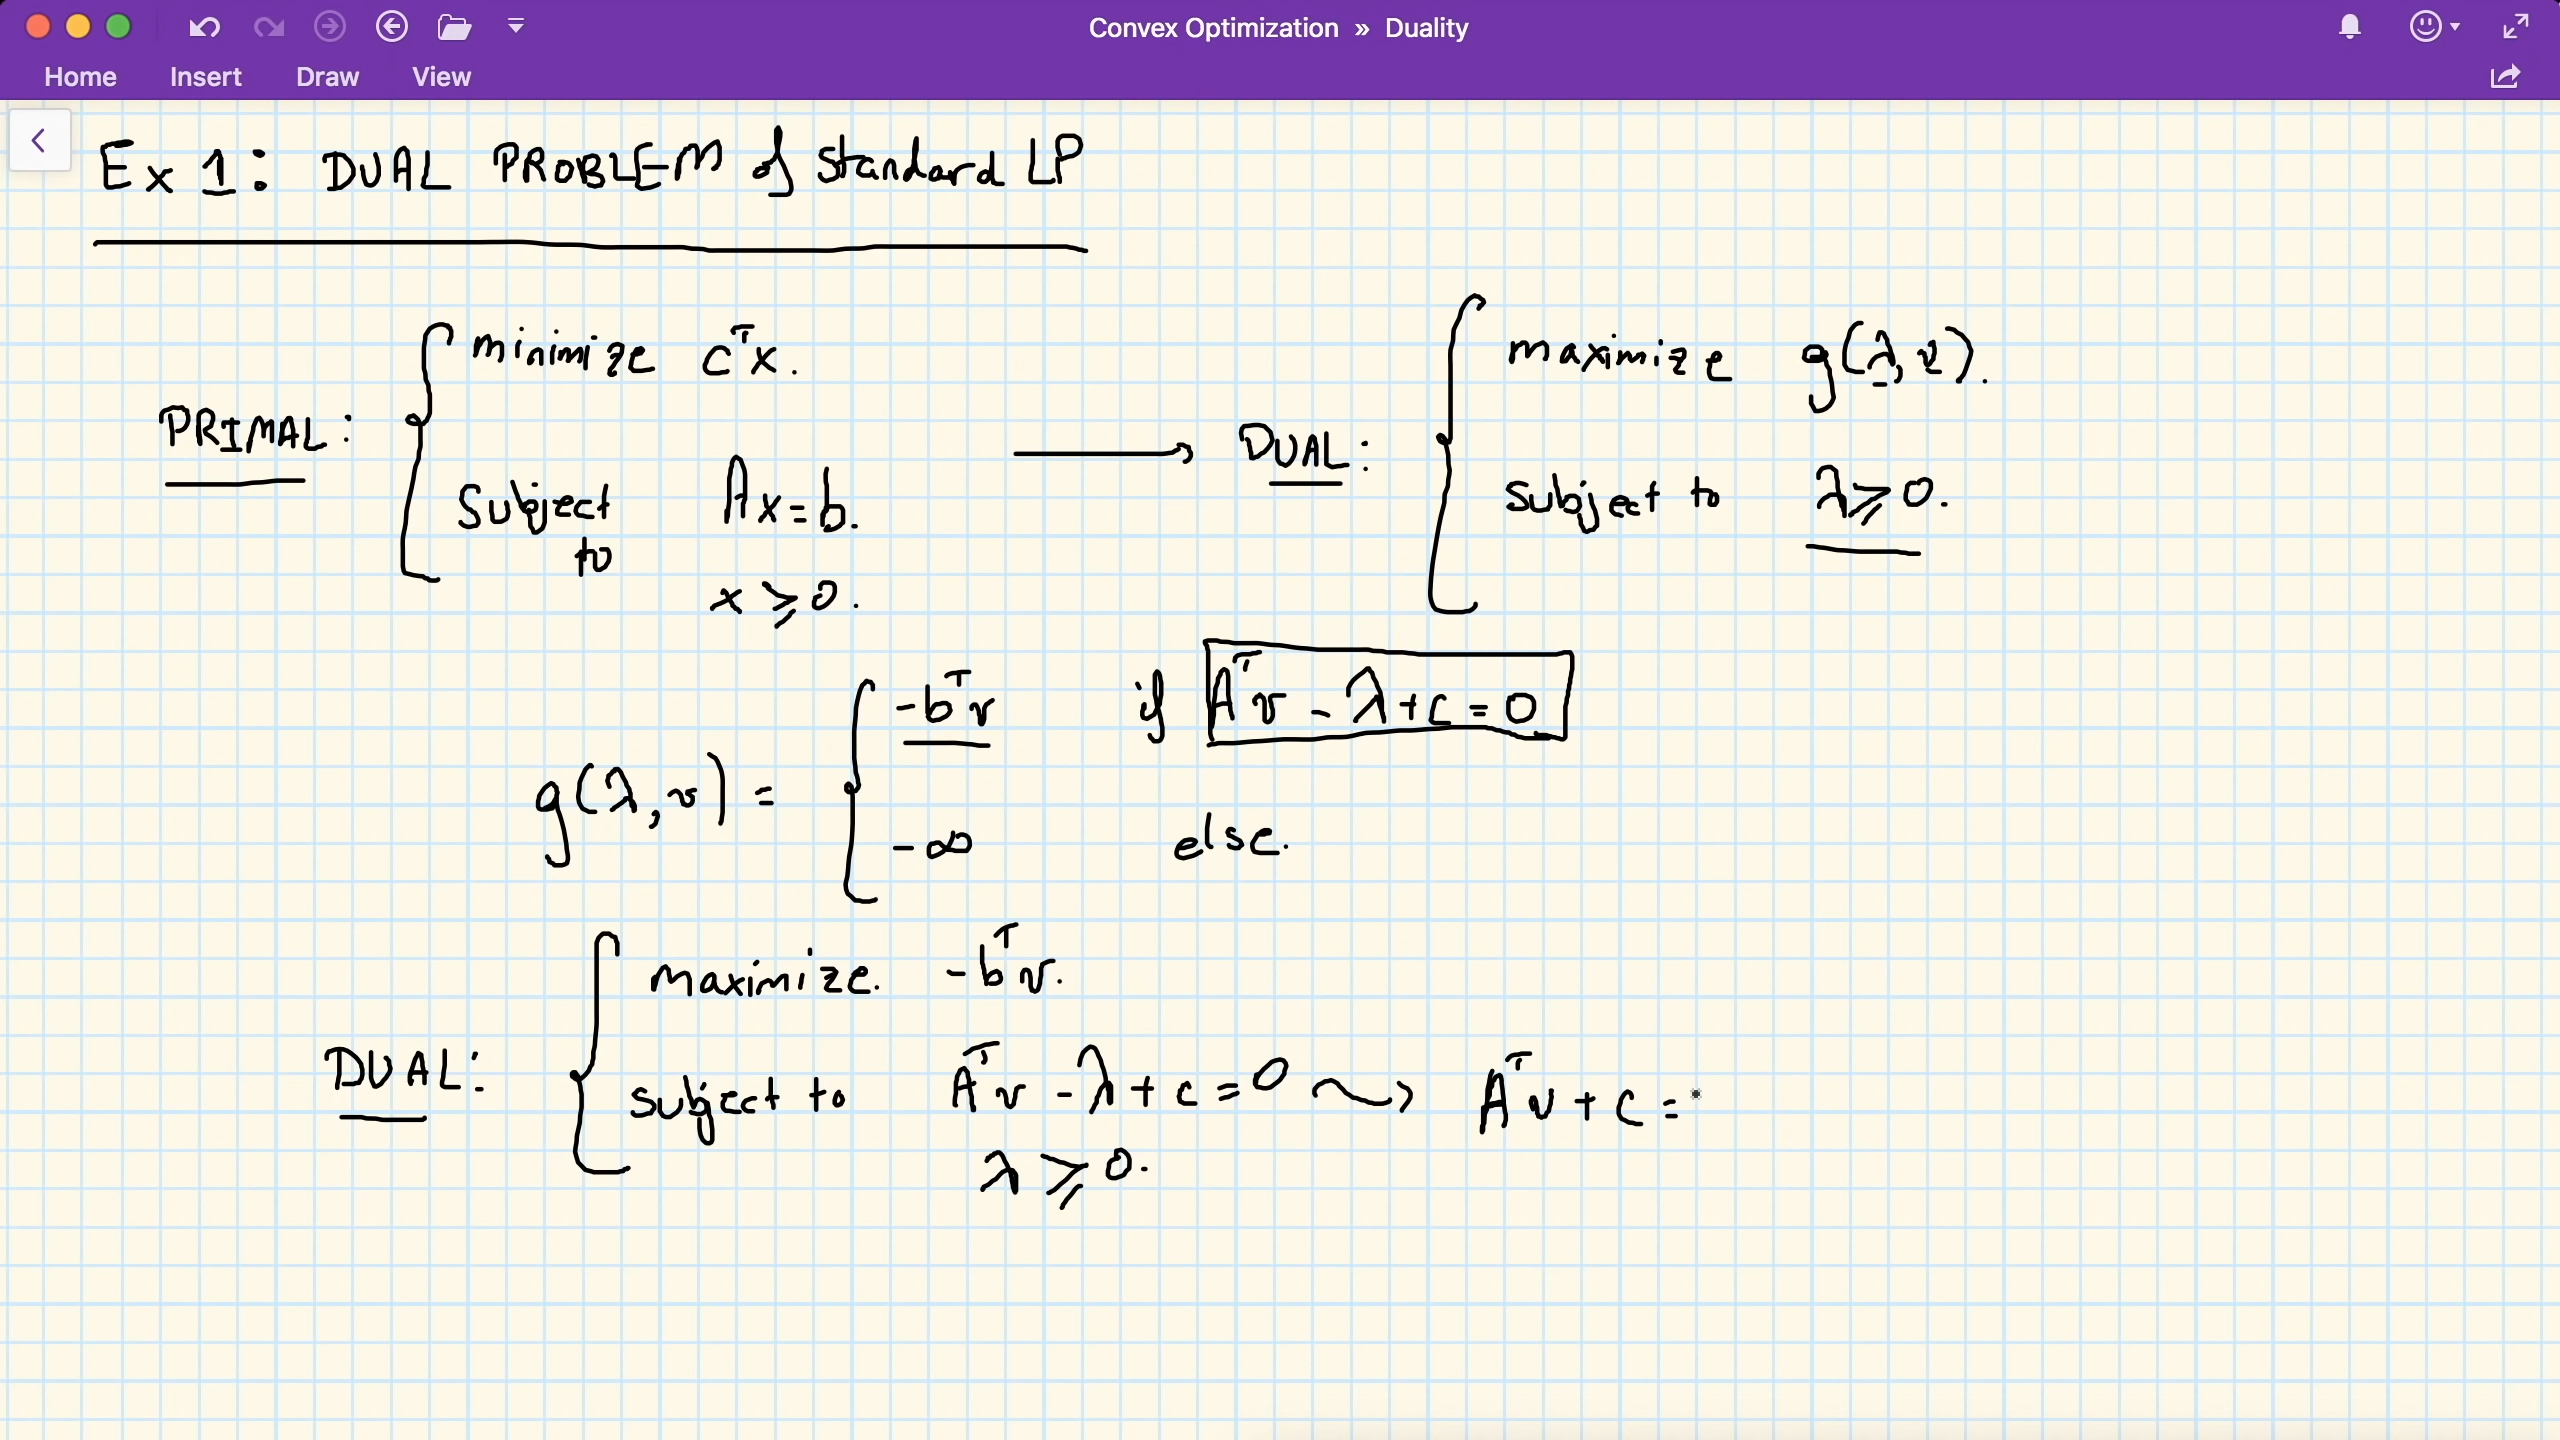 Convex Optimization » Duality
Home Insert Draw View
Ex 1: DUAL PROBLEM of Standard LP
PRIMAL: minimize cᵀx.
Subject to Ax=b.
x ≥ 0.
DUAL: maximize g(λ, ν).
subject to λ ≥ 0.
g(λ, ν) = -bᵀν if Aᵀν - λ + c = 0
-∞ else.
DUAL: maximize. -bᵀν.
subject to Aᵀν - λ + c = 0 ⤳ Aᵀν + c =
λ ≥ 0.